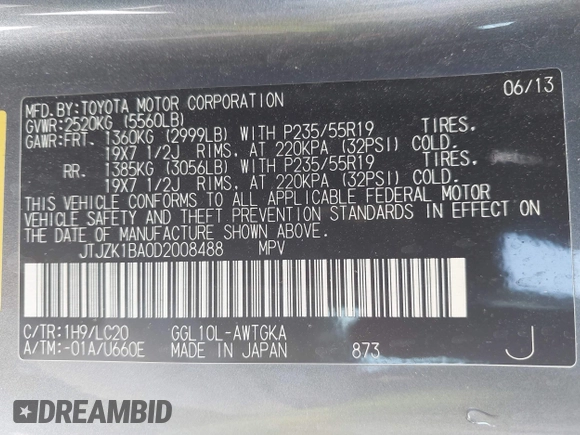 06/13
MFD.BY:TOYOTA MOTOR CORPORATION
GVWR:2520KG (5560LB)
GAWR:FRT. 1360KG (2999LB) WITH P235/55R19 TIRES.
19X7 1/2J RIMS. AT 220KPA (32PSI) COLD.
RR. 1385KG (3056LB) WITH P235/55R19 TIRES.
19X7 1/2J RIMS. AT 220KPA (32PSI) COLD.
THIS VEHICLE CONFORMS TO ALL APPLICABLE FEDERAL MOTOR
VEHICLE SAFETY AND THEFT PREVENTION STANDARDS IN EFFECT ON
THE DATE OF MANUFACTURE SHOWN ABOVE.
JTJZK1BA0D2008488 MPV
C/TR:1H9/LC20 GGL10L-AWTGKA
A/TM:-01A/U660E MADE IN JAPAN 873 J
DREAMBID